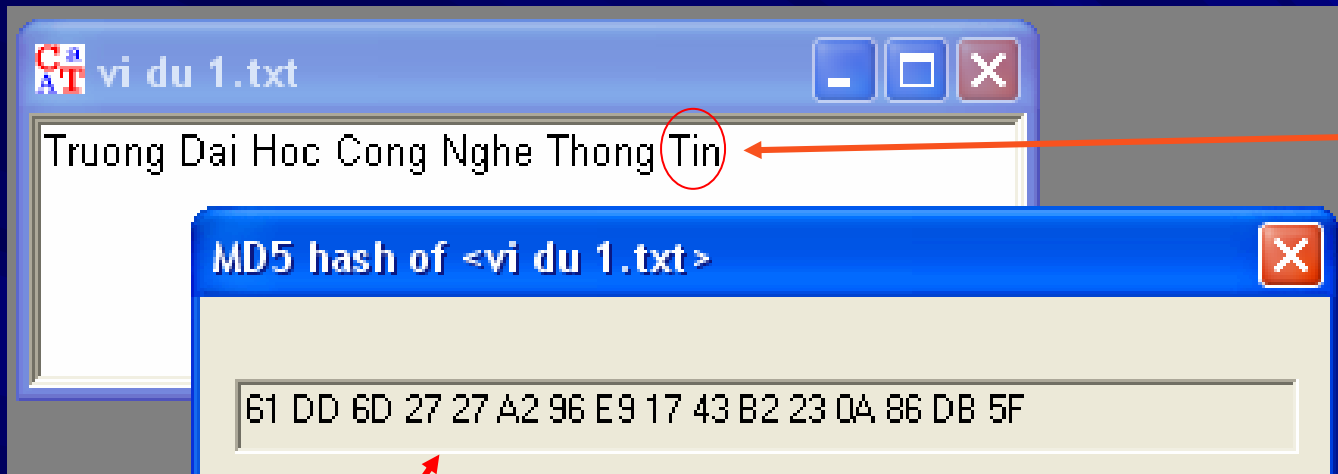 vi du 1.txt
Truong Dai Hoc Cong Nghe Thong Tin
MD5 hash of <vi du 1.txt>
61 DD 6D 27 27 A2 96 E9 17 43 B2 23 0A 86 DB 5F